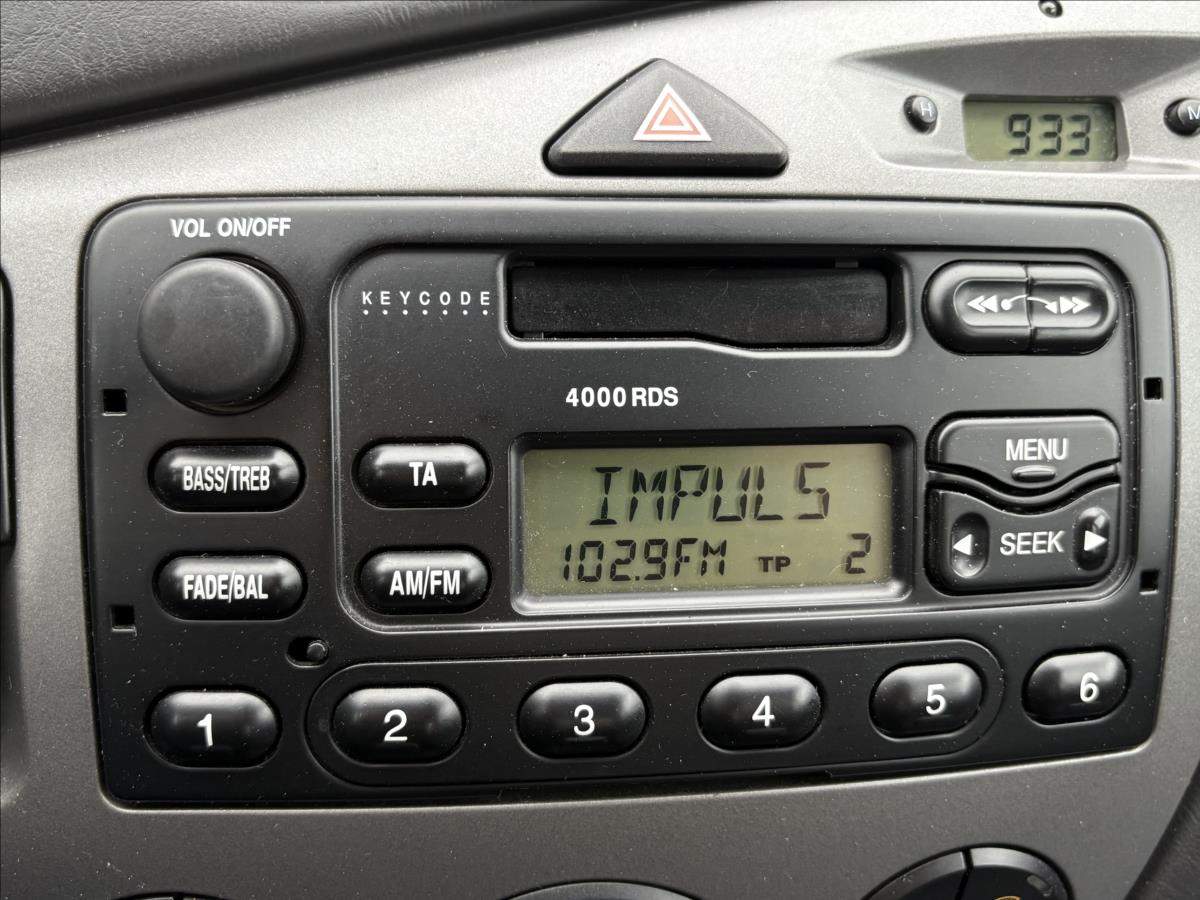 H 933 M
VOL ON/OFF
KEYCODE
4000 RDS
BASS/TREB
TA
IMPULS
MENU
102.9FM TP 2
SEEK
FADE/BAL
AM/FM
1 2 3 4 5 6